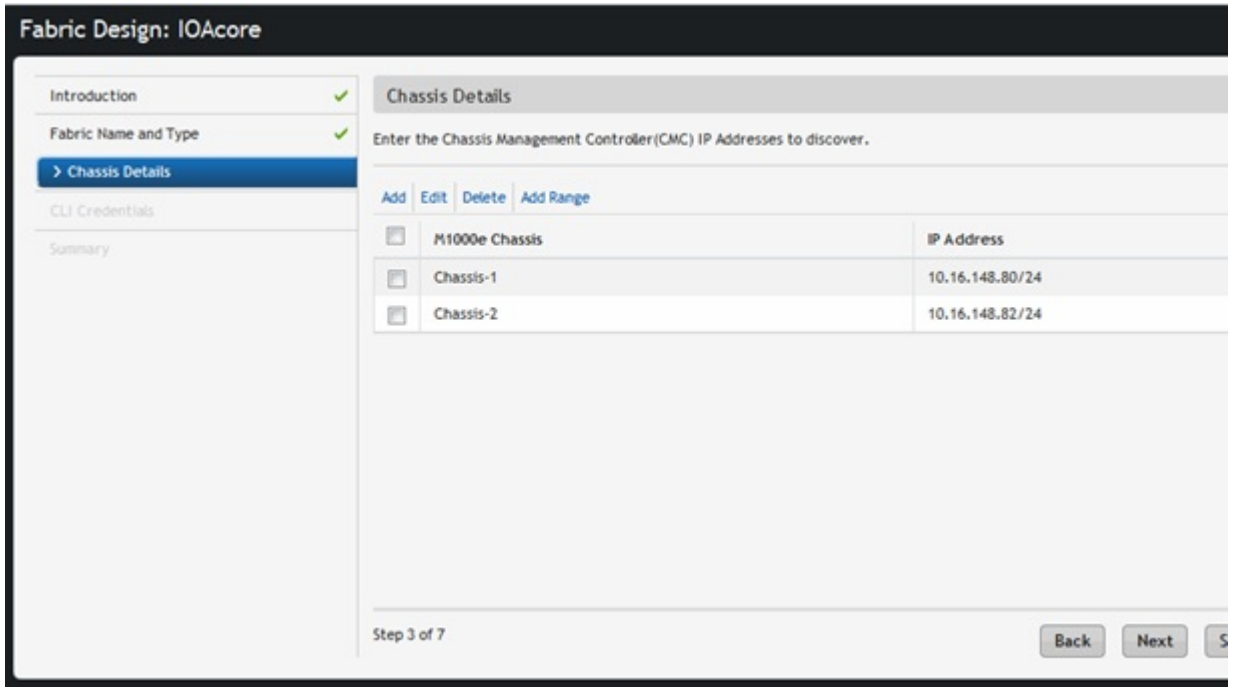 Fabric Design: IOAcore
Introduction
Fabric Name and Type
> Chassis Details
CLI Credentials
Summary
Chassis Details
Enter the Chassis Management Controller(CMC) IP Addresses to discover.
Add Edit Delete Add Range
M1000e Chassis IP Address
Chassis-1 10.16.148.80/24
Chassis-2 10.16.148.82/24
Step 3 of 7
Back Next S